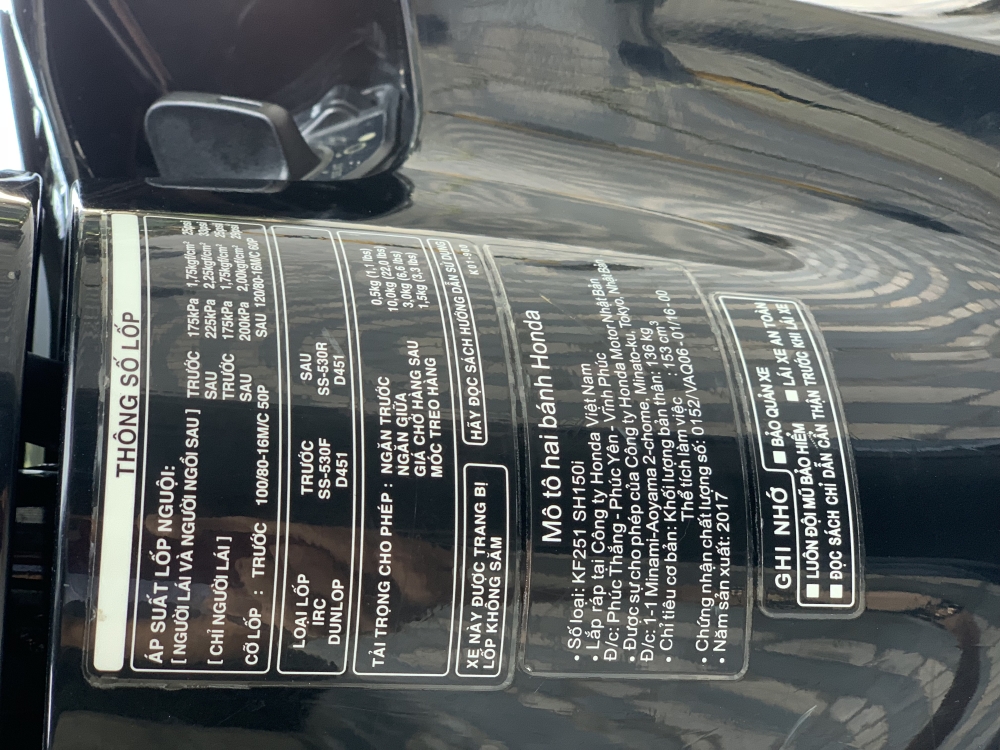 THÔNG SỐ LỐP
ÁP SUẤT LỐP NGUỘI:
[NGƯỜI LÁI VÀ NGƯỜI NGỒI SAU] TRƯỚC 175kPa 1,75kgf/cm² 25psi
SAU 225kPa 2,25kgf/cm² 33psi
[CHỈ NGƯỜI LÁI] TRƯỚC 175kPa 1,75kgf/cm² 25psi
SAU 200kPa 2,00kgf/cm² 29psi
CỠ LỐP : TRƯỚC 100/80-16M/C 50P SAU 120/80-16M/C 60P
LOẠI LỐP TRƯỚC SAU
IRC SS-530F SS-530R
DUNLOP D451 D451
TẢI TRỌNG CHO PHÉP : NGĂN TRƯỚC 0,5kg (1,1 lbs)
NGĂN GIỮA 10,0kg (22,0 lbs)
GIÁ CHỞ HÀNG SAU 3,0kg (6,6 lbs)
MÓC TREO HÀNG 1,5kg (3,3 lbs)
XE NÀY ĐƯỢC TRANG BỊ
LỐP KHÔNG SĂM
HÃY ĐỌC SÁCH HƯỚNG DẪN SỬ DỤNG
K01-900
Mô tô hai bánh Honda
• Số loại: KF251 SH150i
• Lắp ráp tại Công ty Honda Việt Nam
Đ/c: Phúc Thắng - Phúc Yên - Vĩnh Phúc
• Được sự cho phép của Công ty Honda Motor Nhật Bản
Đ/c: 1-1 Minami-Aoyama 2-chome, Minato-ku, Tokyo, Nhật Bản
• Chỉ tiêu cơ bản: Khối lượng bản thân: 136 kg
Thể tích làm việc : 153 cm³
• Chứng nhận chất lượng số: 0152/VAQ06-01/16-00
• Năm sản xuất: 2017
GHI NHỚ
■ BẢO QUẢN XE
■ LUÔN ĐỘI MŨ BẢO HIỂM ■ LÁI XE AN TOÀN
■ ĐỌC SÁCH CHỈ DẪN CẨN THẬN TRƯỚC KHI LÁI XE